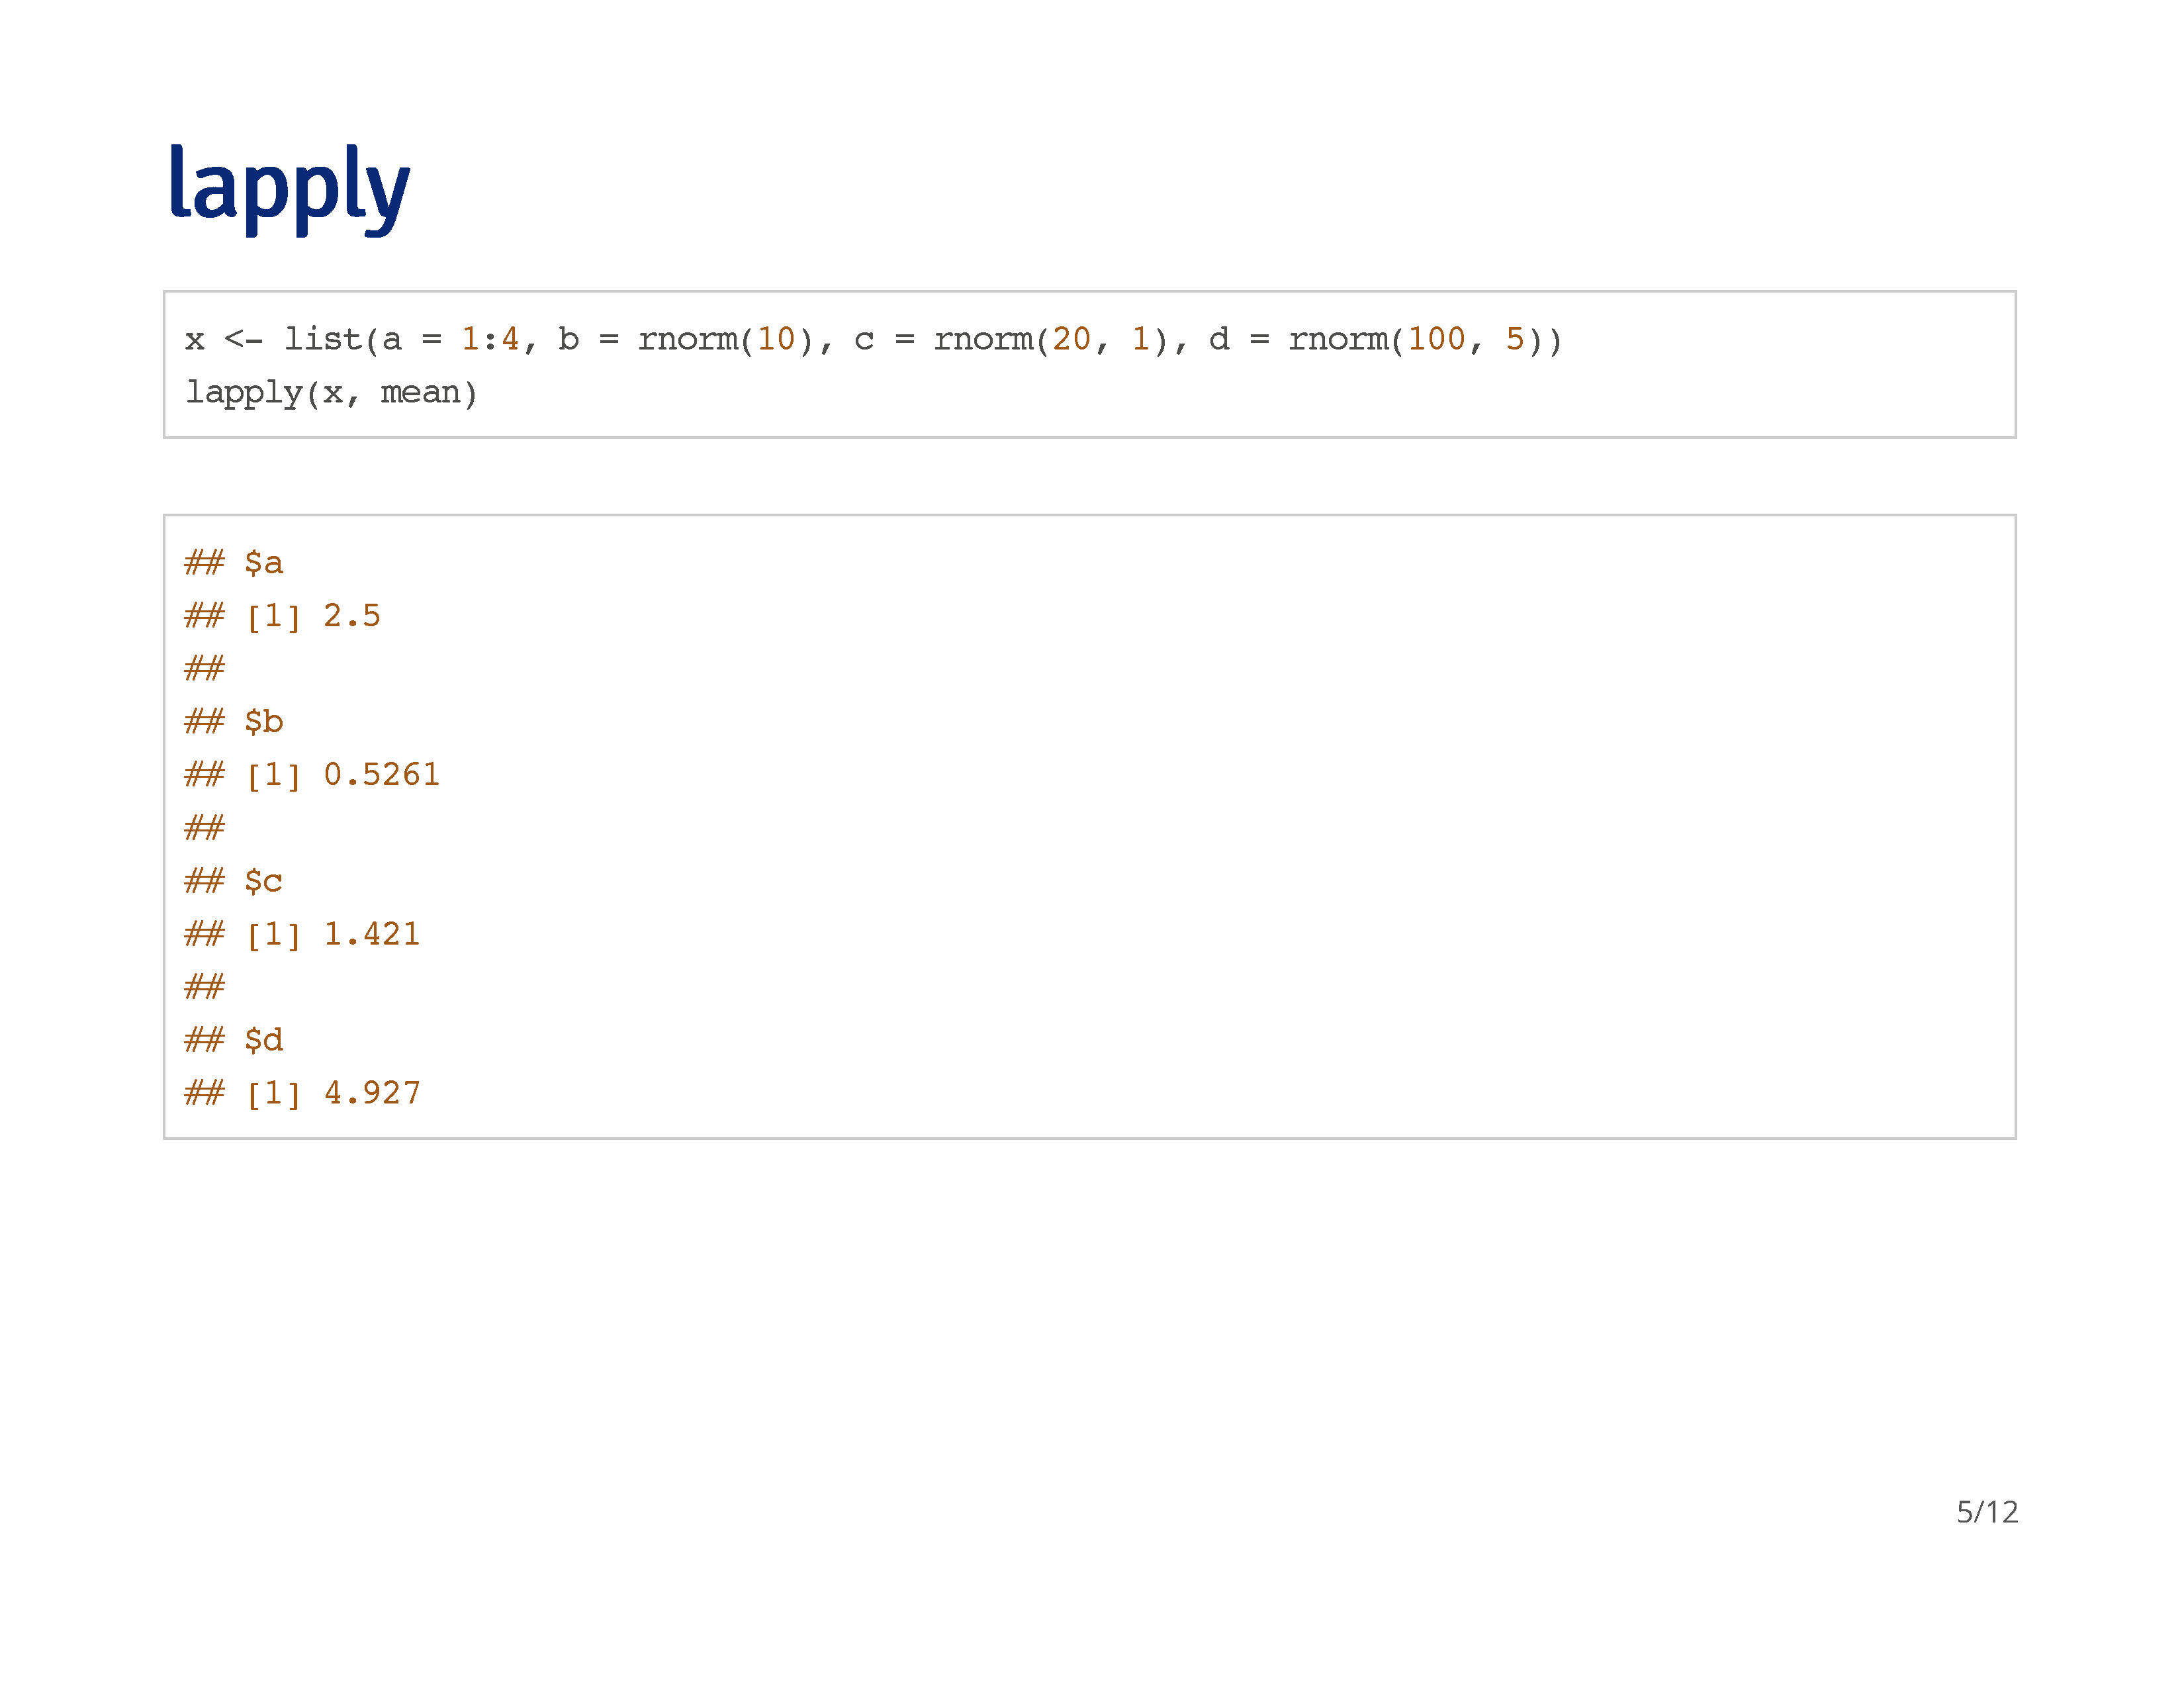 lapply
x <- list(a = 1:4, b = rnorm(10), c = rnorm(20, 1), d = rnorm(100, 5))
lapply(x, mean)
## $a
## [1] 2.5
##
## $b
## [1] 0.5261
##
## $c
## [1] 1.421
##
## $d
## [1] 4.927
5/12